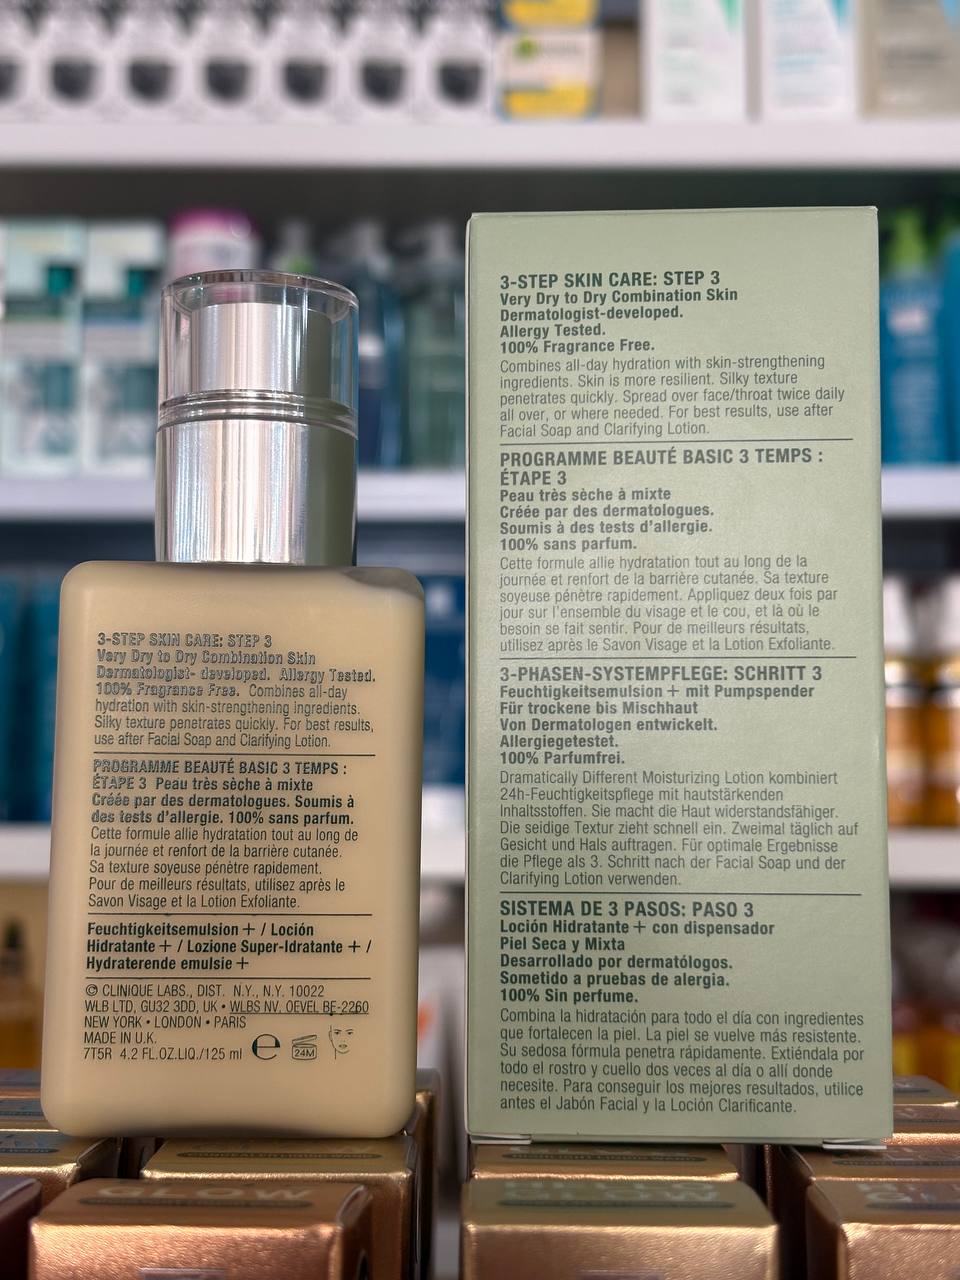 3-STEP SKIN CARE: STEP 3
Very Dry to Dry Combination Skin
Dermatologist- developed. Allergy Tested.
100% Fragrance Free. Combines all-day
hydration with skin-strengthening ingredients.
Silky texture penetrates quickly. For best results,
use after Facial Soap and Clarifying Lotion.
PROGRAMME BEAUTÉ BASIC 3 TEMPS :
ÉTAPE 3 Peau très sèche à mixte
Créée par des dermatologues. Soumis à
des tests d'allergie. 100% sans parfum.
Cette formule allie hydratation tout au long de
la journée et renfort de la barrière cutanée.
Sa texture soyeuse pénètre rapidement.
Pour de meilleurs résultats, utilisez après le
Savon Visage et la Lotion Exfoliante.
Feuchtigkeitsemulsion + / Loción
Hidratante + / Lozione Super-Idratante + /
Hydraterende emulsie +
© CLINIQUE LABS., DIST. N.Y., N.Y. 10022
WLB LTD, GU32 3DD, UK • WLBS NV. OEVEL BE-2260
NEW YORK • LONDON • PARIS
MADE IN U.K.
7T5R 4.2 FL.OZ.LIQ./125 ml e 24M
3-STEP SKIN CARE: STEP 3
Very Dry to Dry Combination Skin
Dermatologist-developed.
Allergy Tested.
100% Fragrance Free.
Combines all-day hydration with skin-strengthening
ingredients. Skin is more resilient. Silky texture
penetrates quickly. Spread over face/throat twice daily
all over, or where needed. For best results, use after
Facial Soap and Clarifying Lotion.
PROGRAMME BEAUTÉ BASIC 3 TEMPS :
ÉTAPE 3
Peau très sèche à mixte
Créée par des dermatologues.
Soumis à des tests d'allergie.
100% sans parfum.
Cette formule allie hydratation tout au long de la
journée et renfort de la barrière cutanée. Sa texture
soyeuse pénètre rapidement. Appliquez deux fois par
jour sur l'ensemble du visage et le cou, et là où le
besoin se fait sentir. Pour de meilleurs résultats,
utilisez après le Savon Visage et la Lotion Exfoliante.
3-PHASEN-SYSTEMPFLEGE: SCHRITT 3
Feuchtigkeitsemulsion + mit Pumpspender
Für trockene bis Mischhaut
Von Dermatologen entwickelt.
Allergiegetestet.
100% Parfumfrei.
Dramatically Different Moisturizing Lotion kombiniert
24h-Feuchtigkeitspflege mit hautstärkenden
Inhaltsstoffen. Sie macht die Haut widerstandsfähiger.
Die seidige Textur zieht schnell ein. Zweimal täglich auf
Gesicht und Hals auftragen. Für optimale Ergebnisse
die Pflege als 3. Schritt nach der Facial Soap und der
Clarifying Lotion verwenden.
SISTEMA DE 3 PASOS: PASO 3
Loción Hidratante + con dispensador
Piel Seca y Mixta
Desarrollado por dermatólogos.
Sometido a pruebas de alergia.
100% Sin perfume.
Combina la hidratación para todo el día con ingredientes
que fortalecen la piel. La piel se vuelve más resistente.
Su sedosa fórmula penetra rápidamente. Extiéndala por
todo el rostro y cuello dos veces al día o allí donde
necesite. Para conseguir los mejores resultados, utilice
antes el Jabón Facial y la Loción Clarificante.
GLOW
GLOW